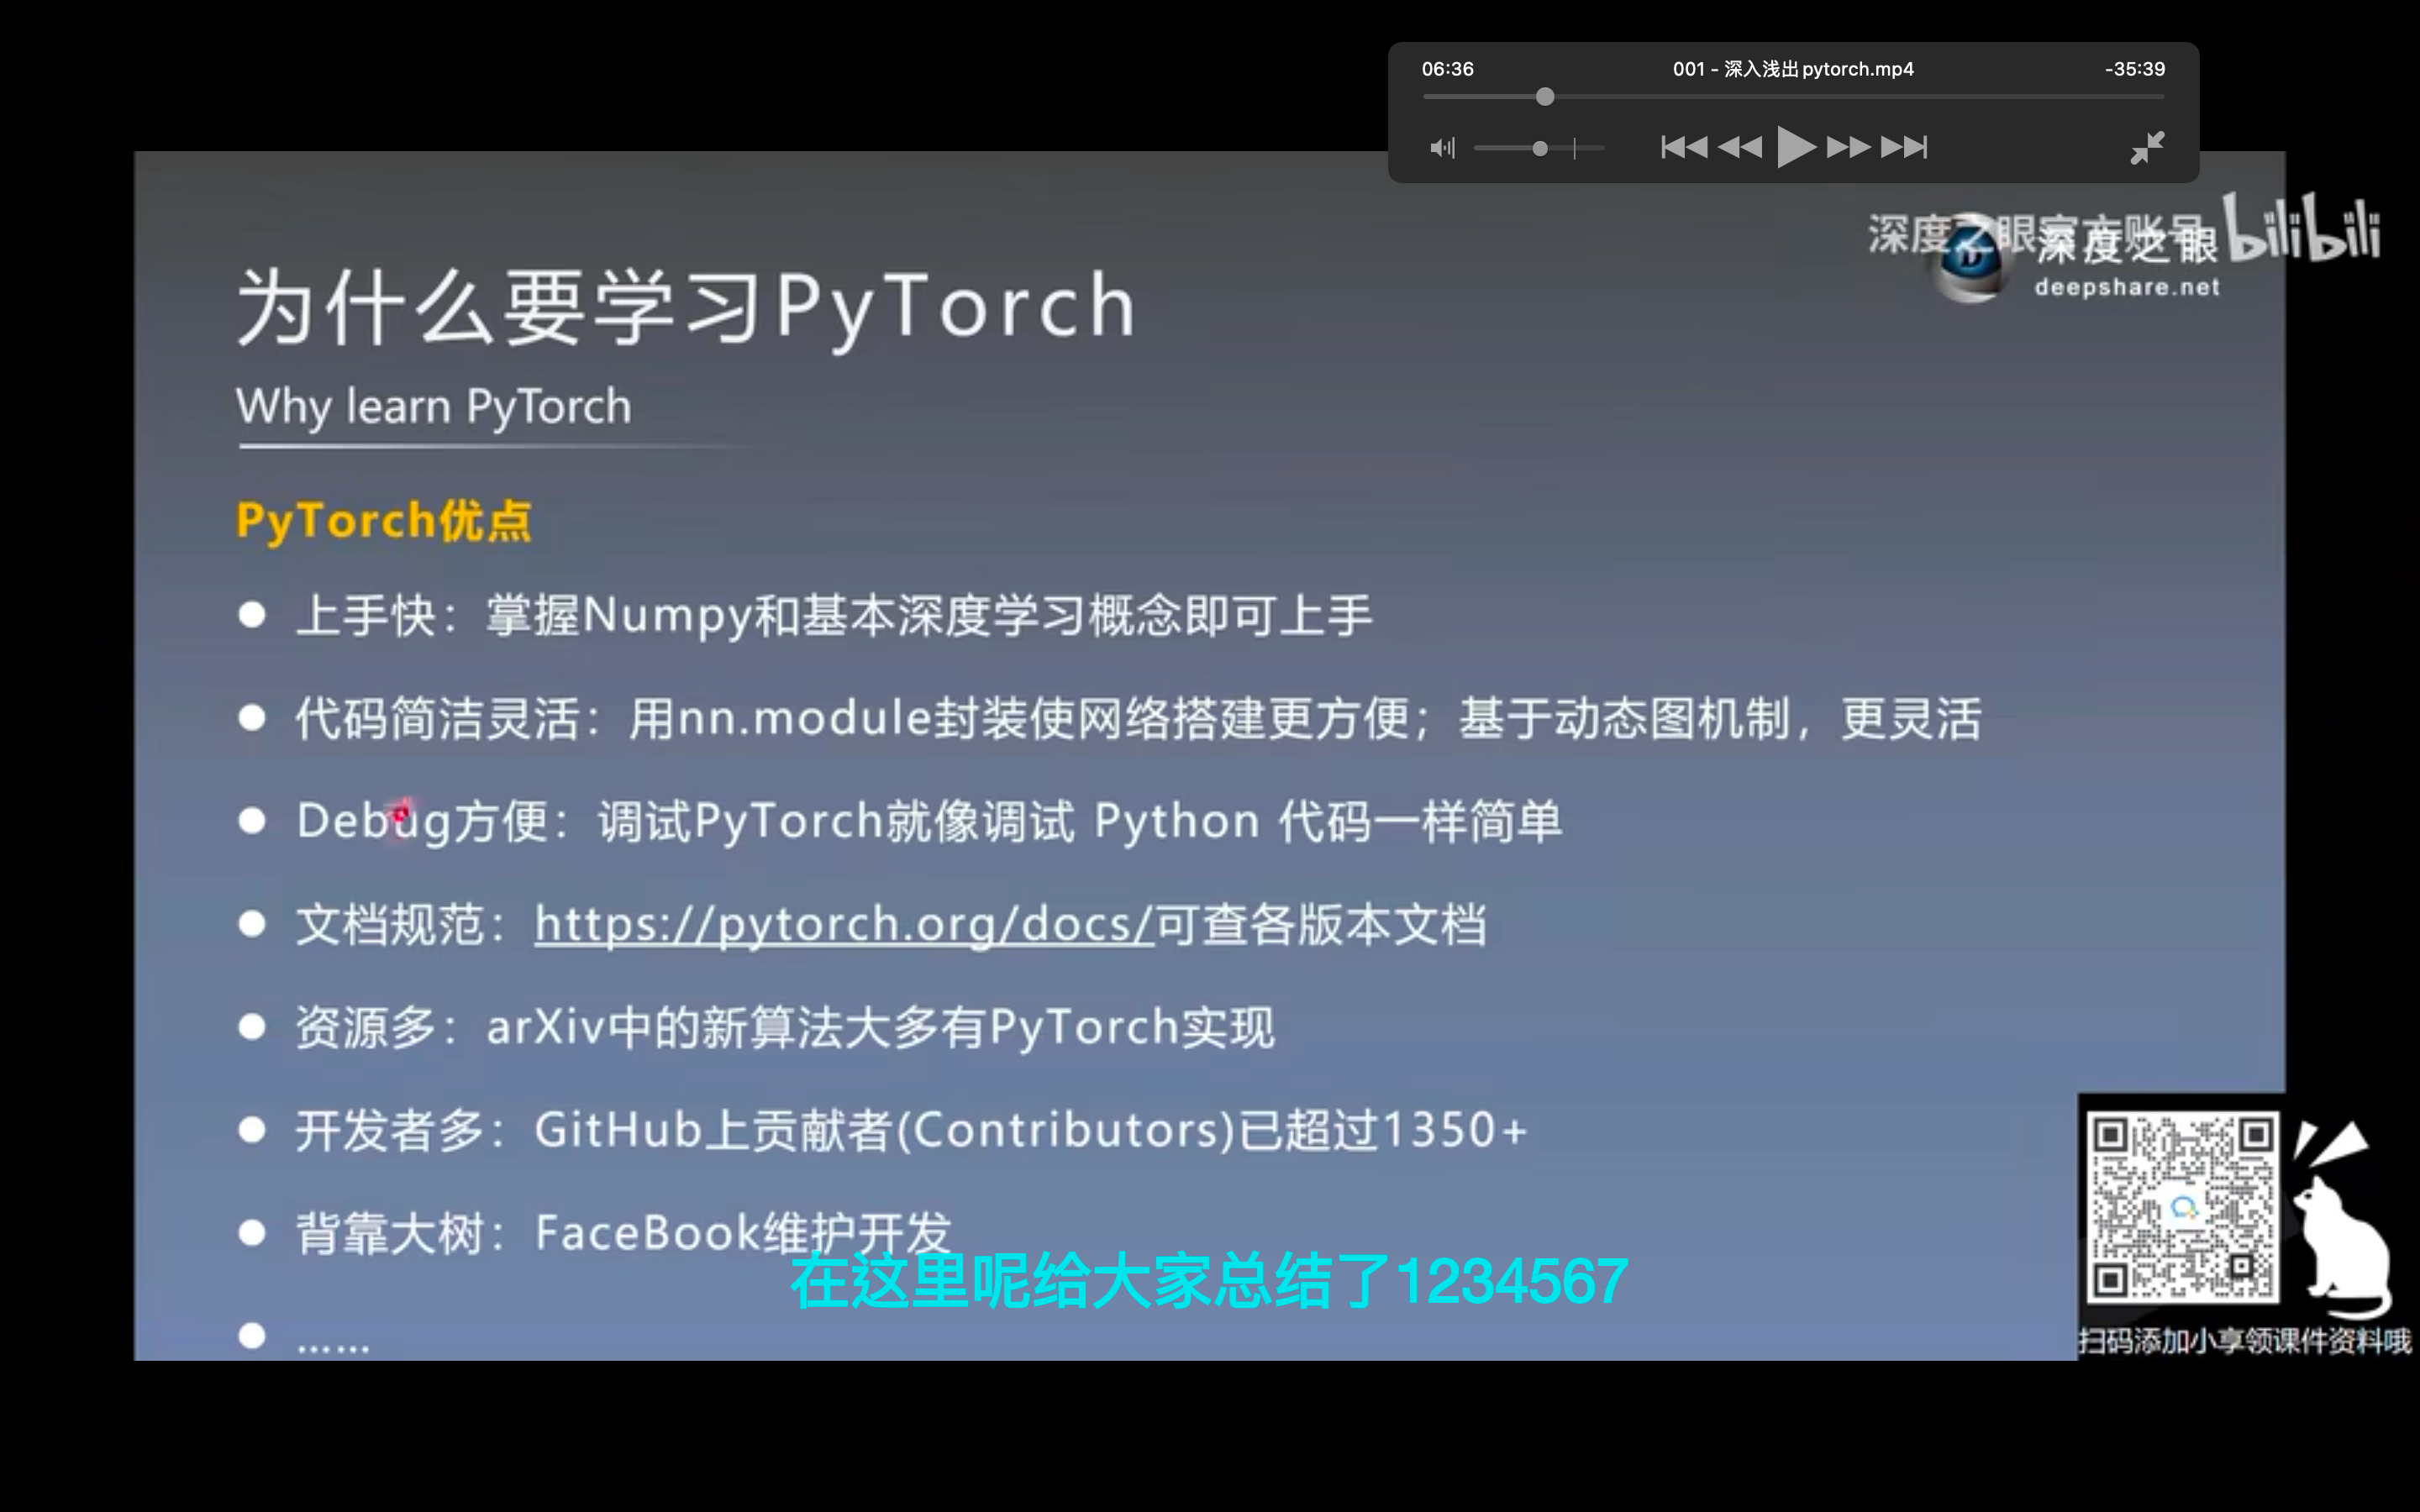 06:36
001 - 深入浅出pytorch.mp4
-35:39
深度之眼官方账号
bilibili
深度之眼
deepshare.net
为什么要学习PyTorch
Why learn PyTorch
PyTorch优点
● 上手快：掌握Numpy和基本深度学习概念即可上手
● 代码简洁灵活：用nn.module封装使网络搭建更方便；基于动态图机制，更灵活
● Debug方便：调试PyTorch就像调试 Python 代码一样简单
● 文档规范：https://pytorch.org/docs/可查各版本文档
● 资源多：arXiv中的新算法大多有PyTorch实现
● 开发者多：GitHub上贡献者(Contributors)已超过1350+
● 背靠大树：FaceBook维护开发
在这里呢给大家总结了1234567
● ......
扫码添加小享领课件资料哦